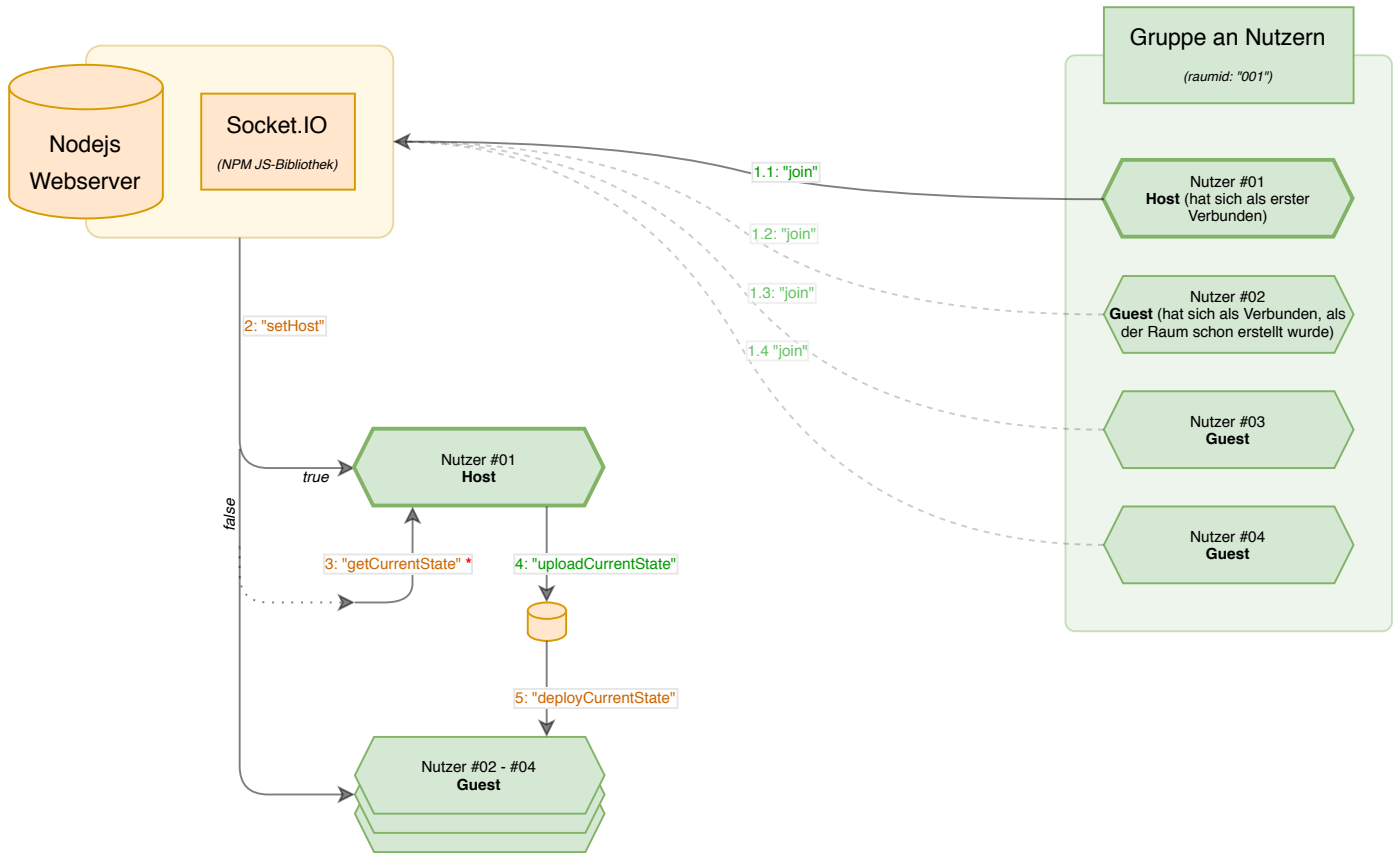 Gruppe an Nutzern
(raumid: "001")
Nodejs
Webserver
Socket.IO
(NPM JS-Bibliothek)
1.1: "join"
Nutzer #01
Host (hat sich als erster
Verbunden)
1.2: "join"
Nutzer #02
Guest (hat sich als Verbunden, als
der Raum schon erstellt wurde)
1.3: "join"
1.4 "join"
Nutzer #03
Guest
Nutzer #04
Guest
2: "setHost"
true
false
Nutzer #01
Host
3: "getCurrentState" *
4: "uploadCurrentState"
5: "deployCurrentState"
Nutzer #02 - #04
Guest